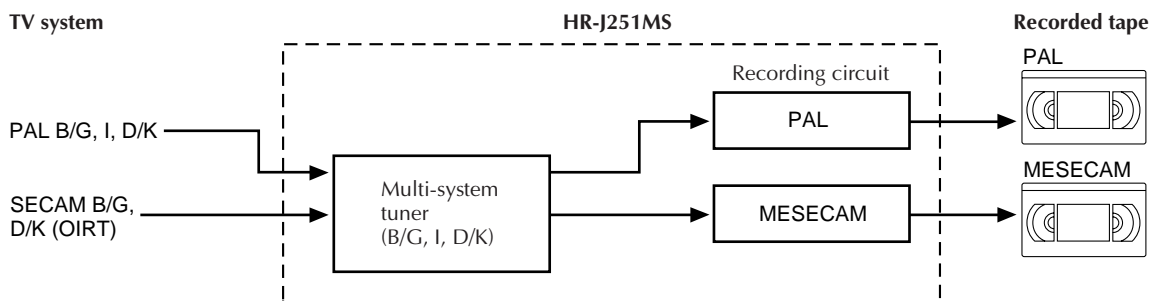 TV system
HR-J251MS
Recorded tape
PAL
Recording circuit
PAL B/G, I, D/K
PAL
MESECAM
Multi-system
tuner
(B/G, I, D/K)
SECAM B/G,
D/K (OIRT)
MESECAM